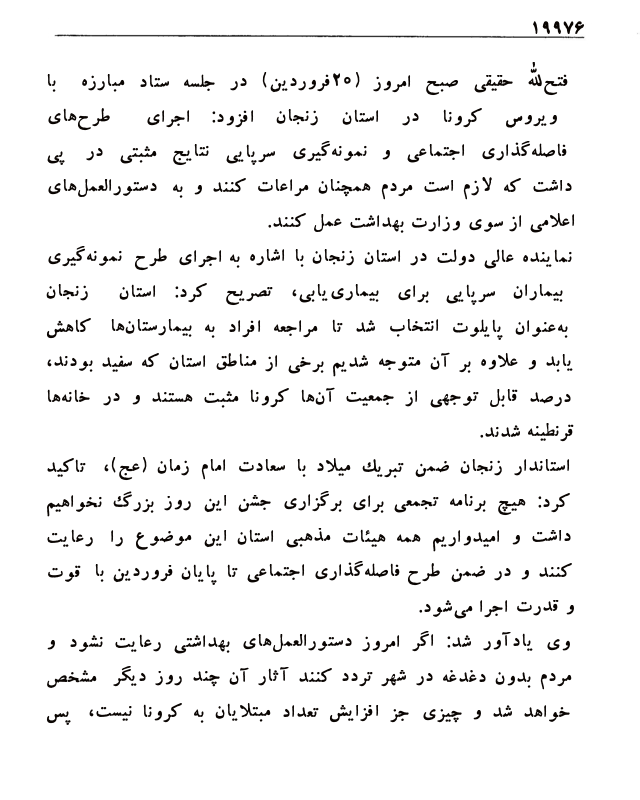 ۱۹۹۷۶
فتح‌الله حقیقی صبح امروز (۲۰فروردین) در جلسه ستاد مبارزه با
ویروس کرونا در استان زنجان افزود: اجرای طرح‌های
فاصله‌گذاری اجتماعی و نمونه‌گیری سرپایی نتایج مثبتی در پی
داشت که لازم است مردم همچنان مراعات کنند و به دستورالعمل‌های
اعلامی از سوی وزارت بهداشت عمل کنند.
نماینده عالی دولت در استان زنجان با اشاره به اجرای طرح نمونه‌گیری
بیماران سرپایی برای بیماری‌یابی، تصریح کرد: استان زنجان
به‌عنوان پایلوت انتخاب شد تا مراجعه افراد به بیمارستان‌ها کاهش
یابد و علاوه بر آن متوجه شدیم برخی از مناطق استان که سفید بودند،
درصد قابل توجهی از جمعیت آن‌ها کرونا مثبت هستند و در خانه‌ها
قرنطینه شدند.
استاندار زنجان ضمن تبریك میلاد با سعادت امام زمان (عج)، تاکید
کرد: هیچ برنامه تجمعی برای برگزاری جشن این روز بزرگ نخواهیم
داشت و امیدواریم همه هیئات مذهبی استان این موضوع را رعایت
کنند و در ضمن طرح فاصله‌گذاری اجتماعی تا پایان فروردین با قوت
و قدرت اجرا می‌شود.
وی یادآور شد: اگر امروز دستورالعمل‌های بهداشتی رعایت نشود و
مردم بدون دغدغه در شهر تردد کنند آثار آن چند روز دیگر مشخص
خواهد شد و چیزی جز افزایش تعداد مبتلایان به کرونا نیست، پس